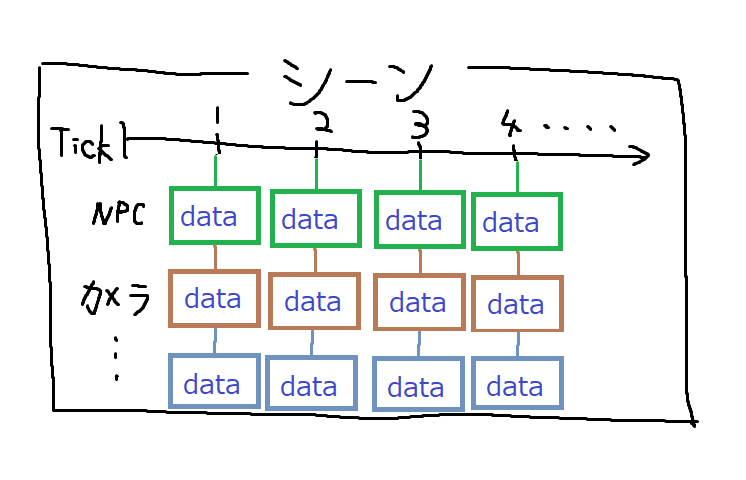 シーン
Tick 1 2 3 4 ....
NPC data data data data
カメラ data data data data
data data data data